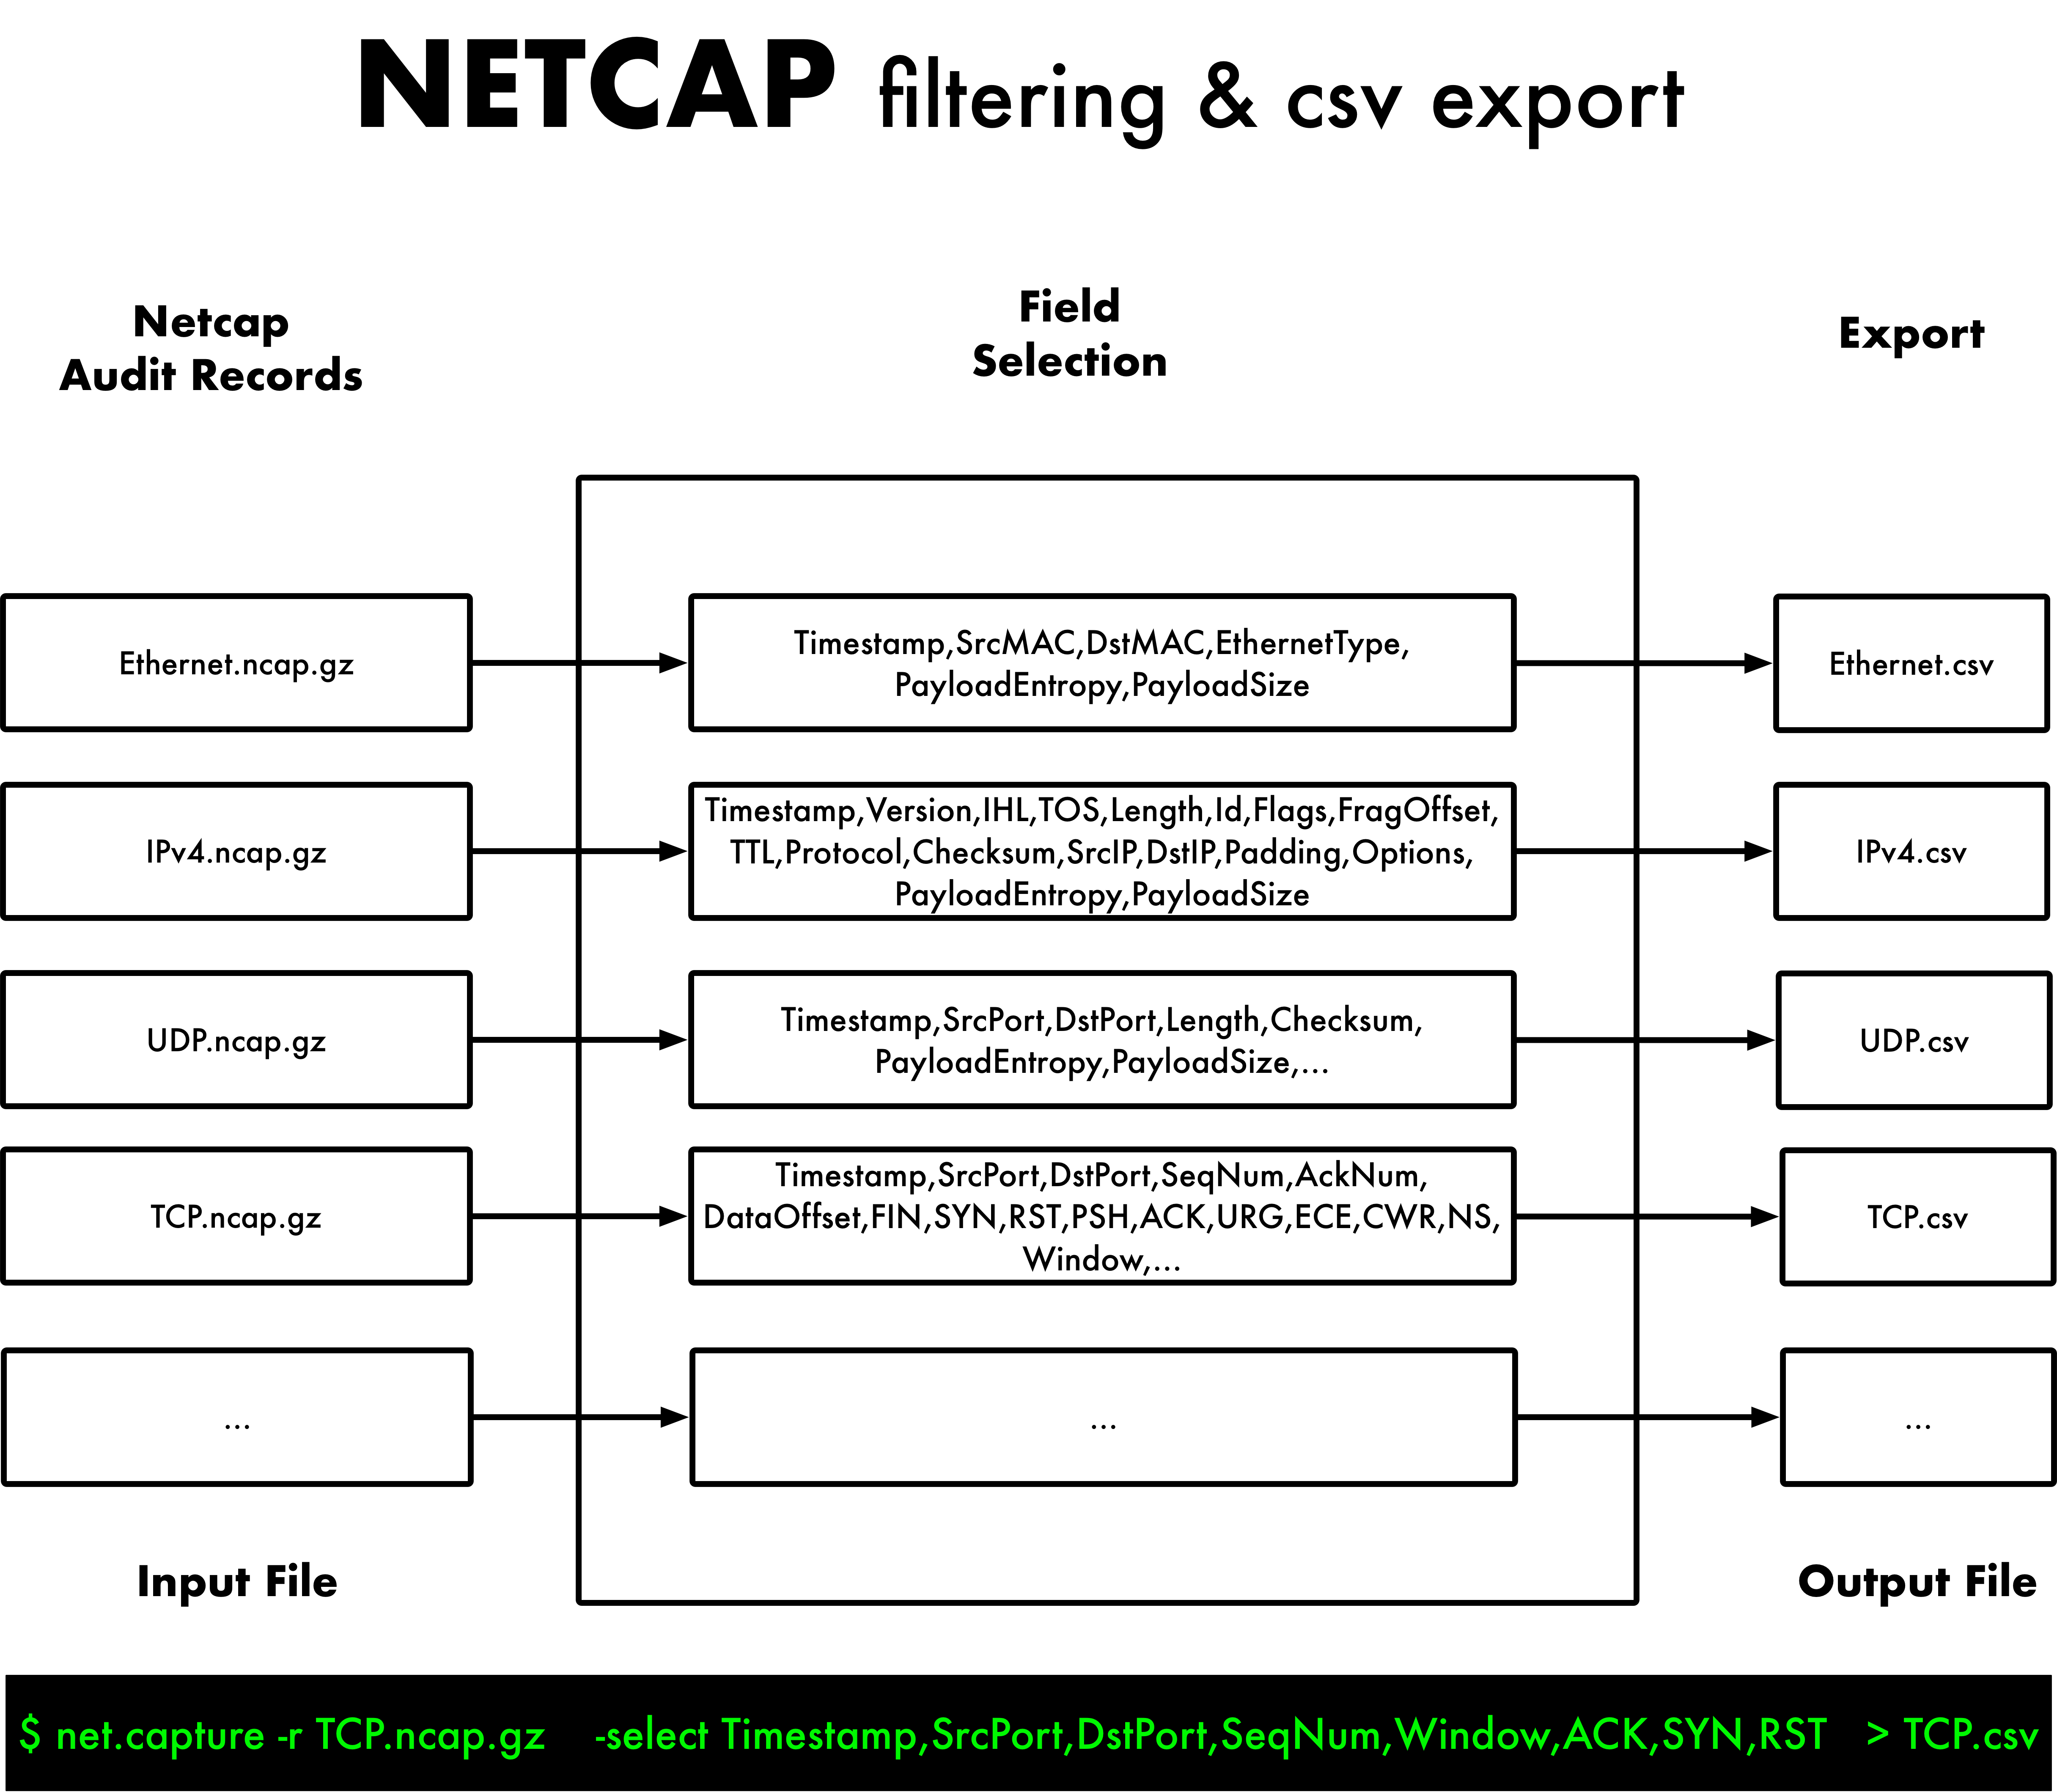 NETCAP filtering & csv export
Netcap
Audit Records
Field
Selection
Export
Ethernet.ncap.gz
Timestamp,SrcMAC,DstMAC,EthernetType,
PayloadEntropy,PayloadSize
Ethernet.csv
IPv4.ncap.gz
Timestamp,Version,IHL,TOS,Length,Id,Flags,FragOffset,
TTL,Protocol,Checksum,SrcIP,DstIP,Padding,Options,
PayloadEntropy,PayloadSize
IPv4.csv
UDP.ncap.gz
Timestamp,SrcPort,DstPort,Length,Checksum,
PayloadEntropy,PayloadSize,...
UDP.csv
TCP.ncap.gz
Timestamp,SrcPort,DstPort,SeqNum,AckNum,
DataOffset,FIN,SYN,RST,PSH,ACK,URG,ECE,CWR,NS,
Window,...
TCP.csv
...
...
...
Input File
Output File
$ net.capture -r TCP.ncap.gz -select Timestamp,SrcPort,DstPort,SeqNum,Window,ACK,SYN,RST > TCP.csv